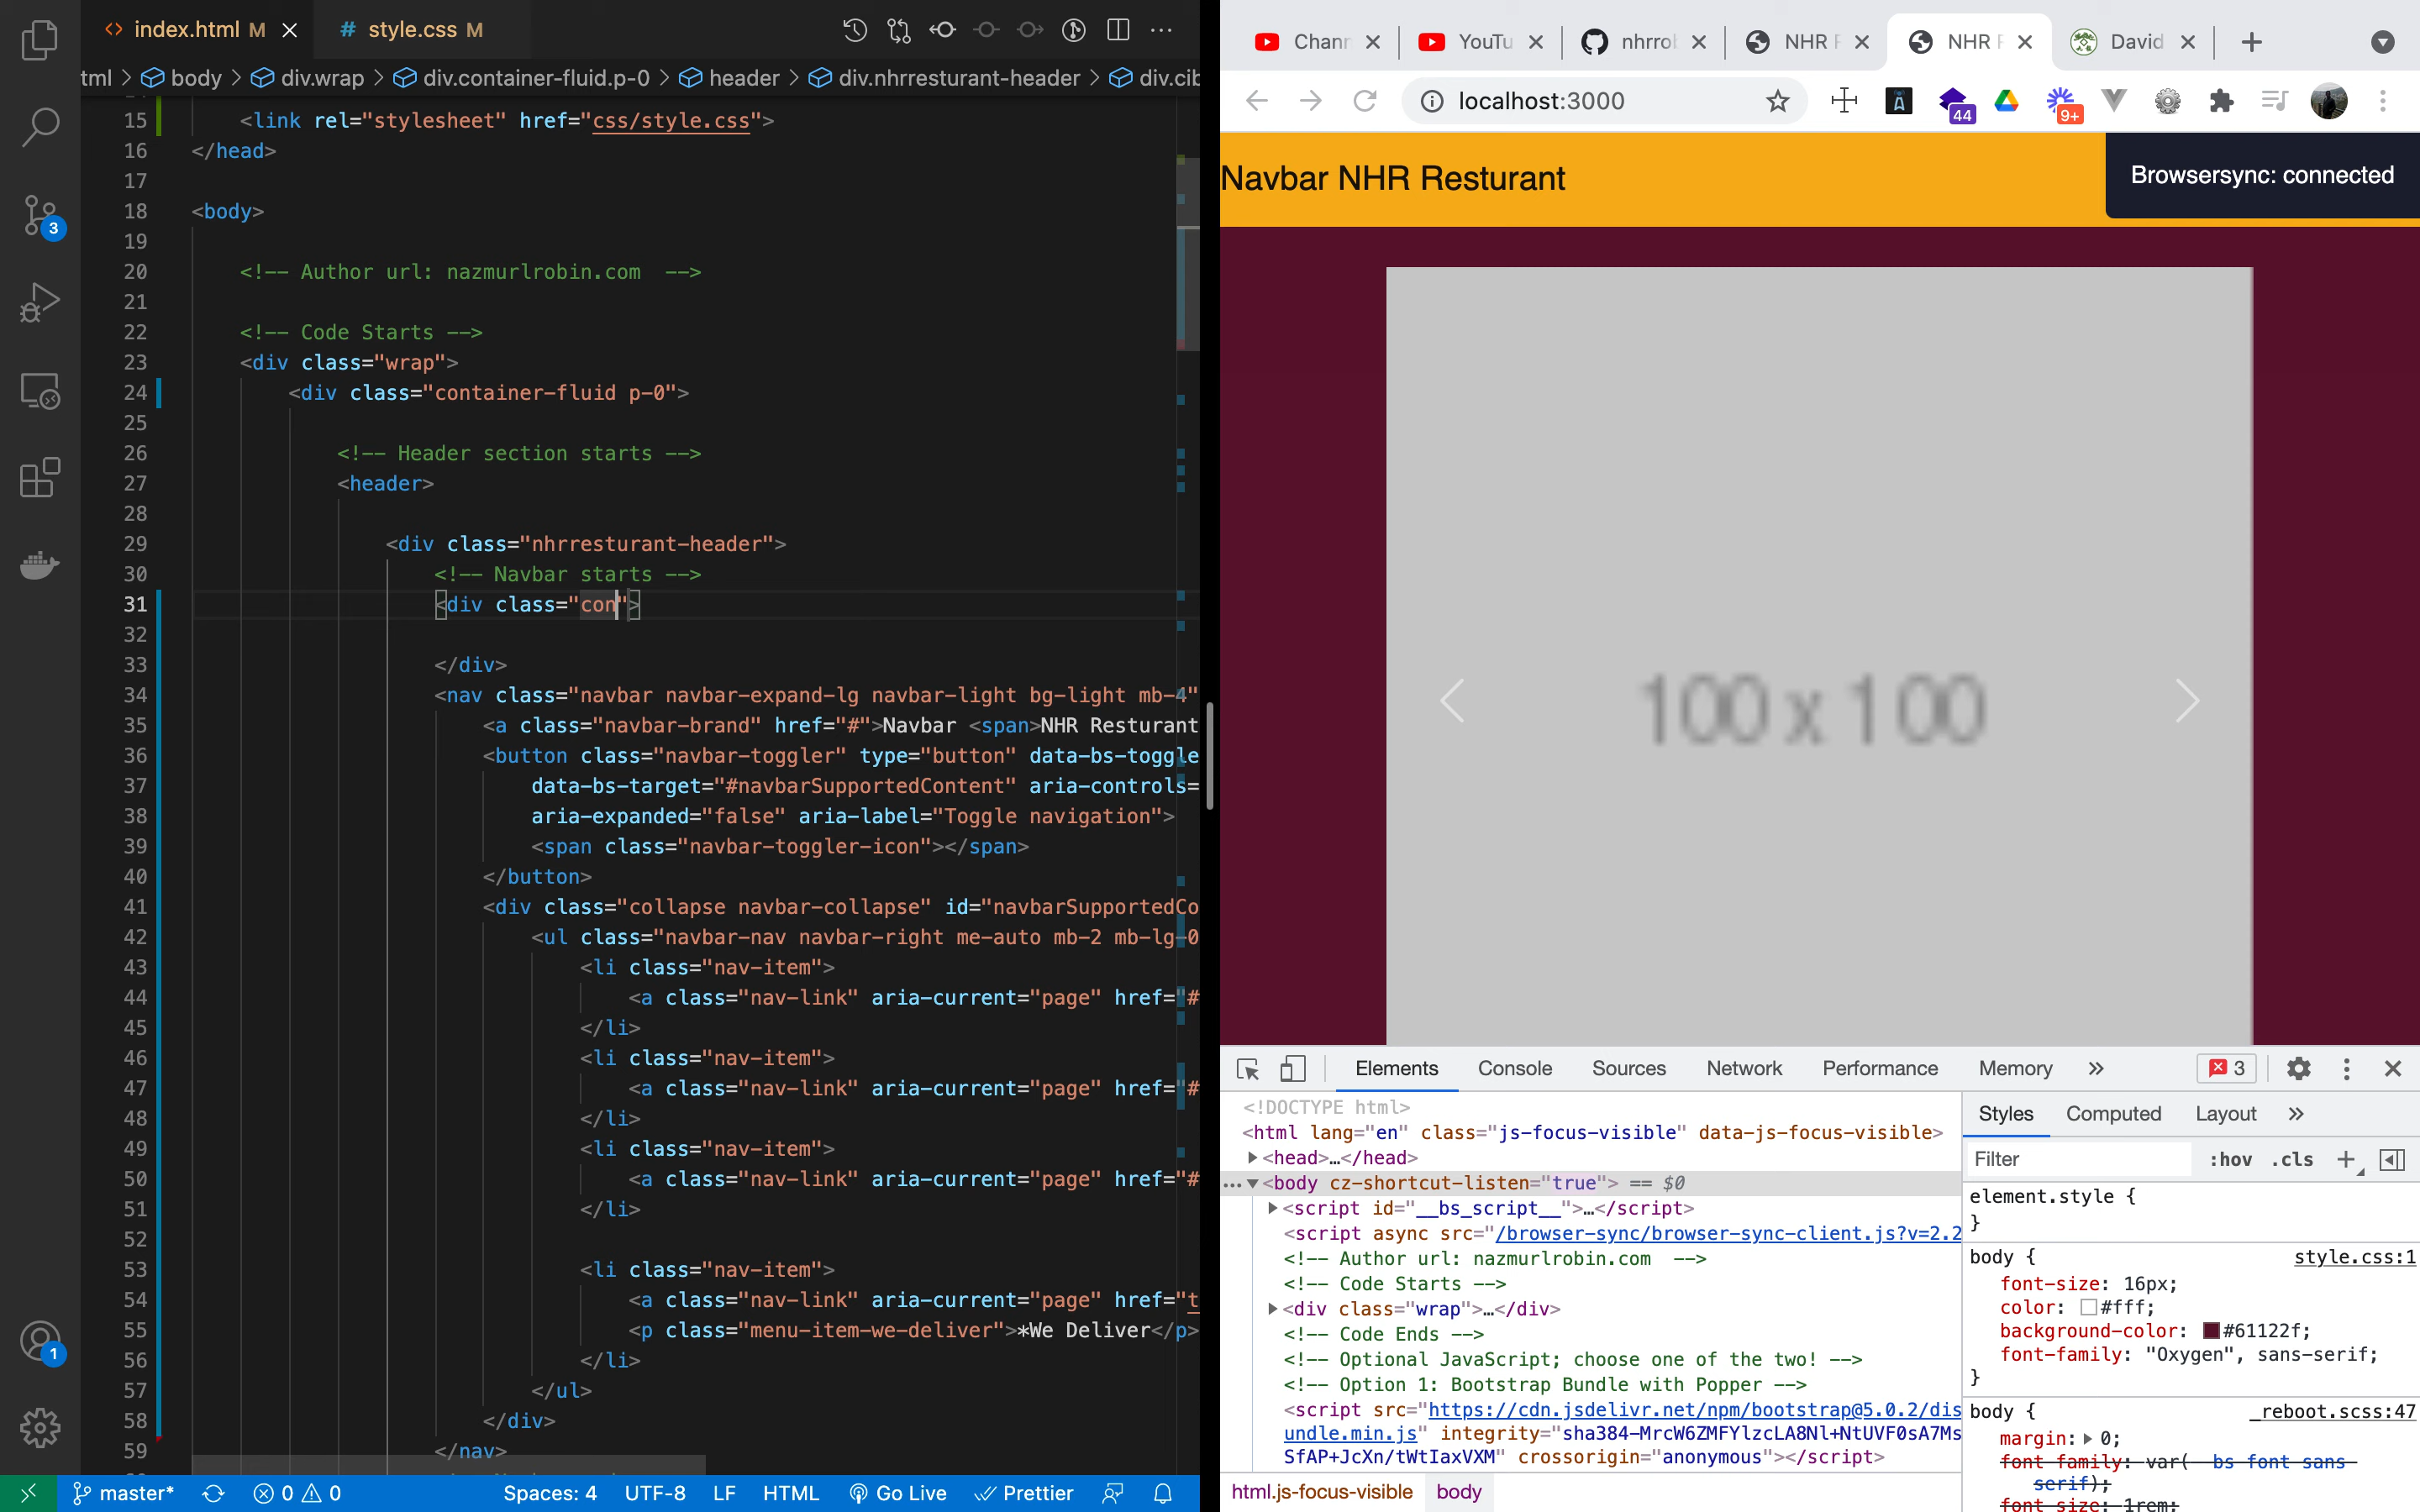 index.html M
style.css M
tml > body > div.wrap > div.container-fluid.p-0 > header > div.nhrresturant-header > div.cib
15 <link rel="stylesheet" href="css/style.css">
16 </head>
17
18 <body>
19
20 <!-- Author url: nazmurlrobin.com  -->
21
22 <!-- Code Starts -->
23 <div class="wrap">
24 <div class="container-fluid p-0">
25
26 <!-- Header section starts -->
27 <header>
28
29 <div class="nhrresturant-header">
30 <!-- Navbar starts -->
31 <div class="con">
32
33 </div>
34 <nav class="navbar navbar-expand-lg navbar-light bg-light mb-4"
35 <a class="navbar-brand" href="#">Navbar <span>NHR Resturant
36 <button class="navbar-toggler" type="button" data-bs-toggle
37 data-bs-target="#navbarSupportedContent" aria-controls=
38 aria-expanded="false" aria-label="Toggle navigation">
39 <span class="navbar-toggler-icon"></span>
40 </button>
41 <div class="collapse navbar-collapse" id="navbarSupportedCo
42 <ul class="navbar-nav navbar-right me-auto mb-2 mb-lg-0
43 <li class="nav-item">
44 <a class="nav-link" aria-current="page" href="#
45 </li>
46 <li class="nav-item">
47 <a class="nav-link" aria-current="page" href="#
48 </li>
49 <li class="nav-item">
50 <a class="nav-link" aria-current="page" href="#
51 </li>
52
53 <li class="nav-item">
54 <a class="nav-link" aria-current="page" href="t
55 <p class="menu-item-we-deliver">*We Deliver</p>
56 </li>
57 </ul>
58 </div>
59 </nav>
3
1
master* 0 0 Spaces: 4 UTF-8 LF HTML Go Live Prettier
Chann YouTu nhrrob NHR F NHR F David
localhost:3000
44
9+
Navbar NHR Resturant
Browsersync: connected
100 x 100
Elements Console Sources Network Performance Memory » 3
<!DOCTYPE html>
<html lang="en" class="js-focus-visible" data-js-focus-visible>
<head>…</head>
<body cz-shortcut-listen="true"> == $0
<script id="__bs_script__">…</script>
<script async src="/browser-sync/browser-sync-client.js?v=2.2
<!-- Author url: nazmurlrobin.com  -->
<!-- Code Starts -->
<div class="wrap">…</div>
<!-- Code Ends -->
<!-- Optional JavaScript; choose one of the two! -->
<!-- Option 1: Bootstrap Bundle with Popper -->
<script src="https://cdn.jsdelivr.net/npm/bootstrap@5.0.2/dis
undle.min.js" integrity="sha384-MrcW6ZMFYlzcLA8Nl+NtUVF0sA7Ms
SfAP+JcXn/tWtIaxVXM" crossorigin="anonymous"></script>
html.js-focus-visible body
Styles Computed Layout »
Filter :hov .cls +
element.style {
}
body { style.css:1
font-size: 16px;
color: #fff;
background-color: #61122f;
font-family: "Oxygen", sans-serif;
}
body { _reboot.scss:47
margin: 0;
font-family: var(--bs-font-sans-
serif);
font-size: 1rem;